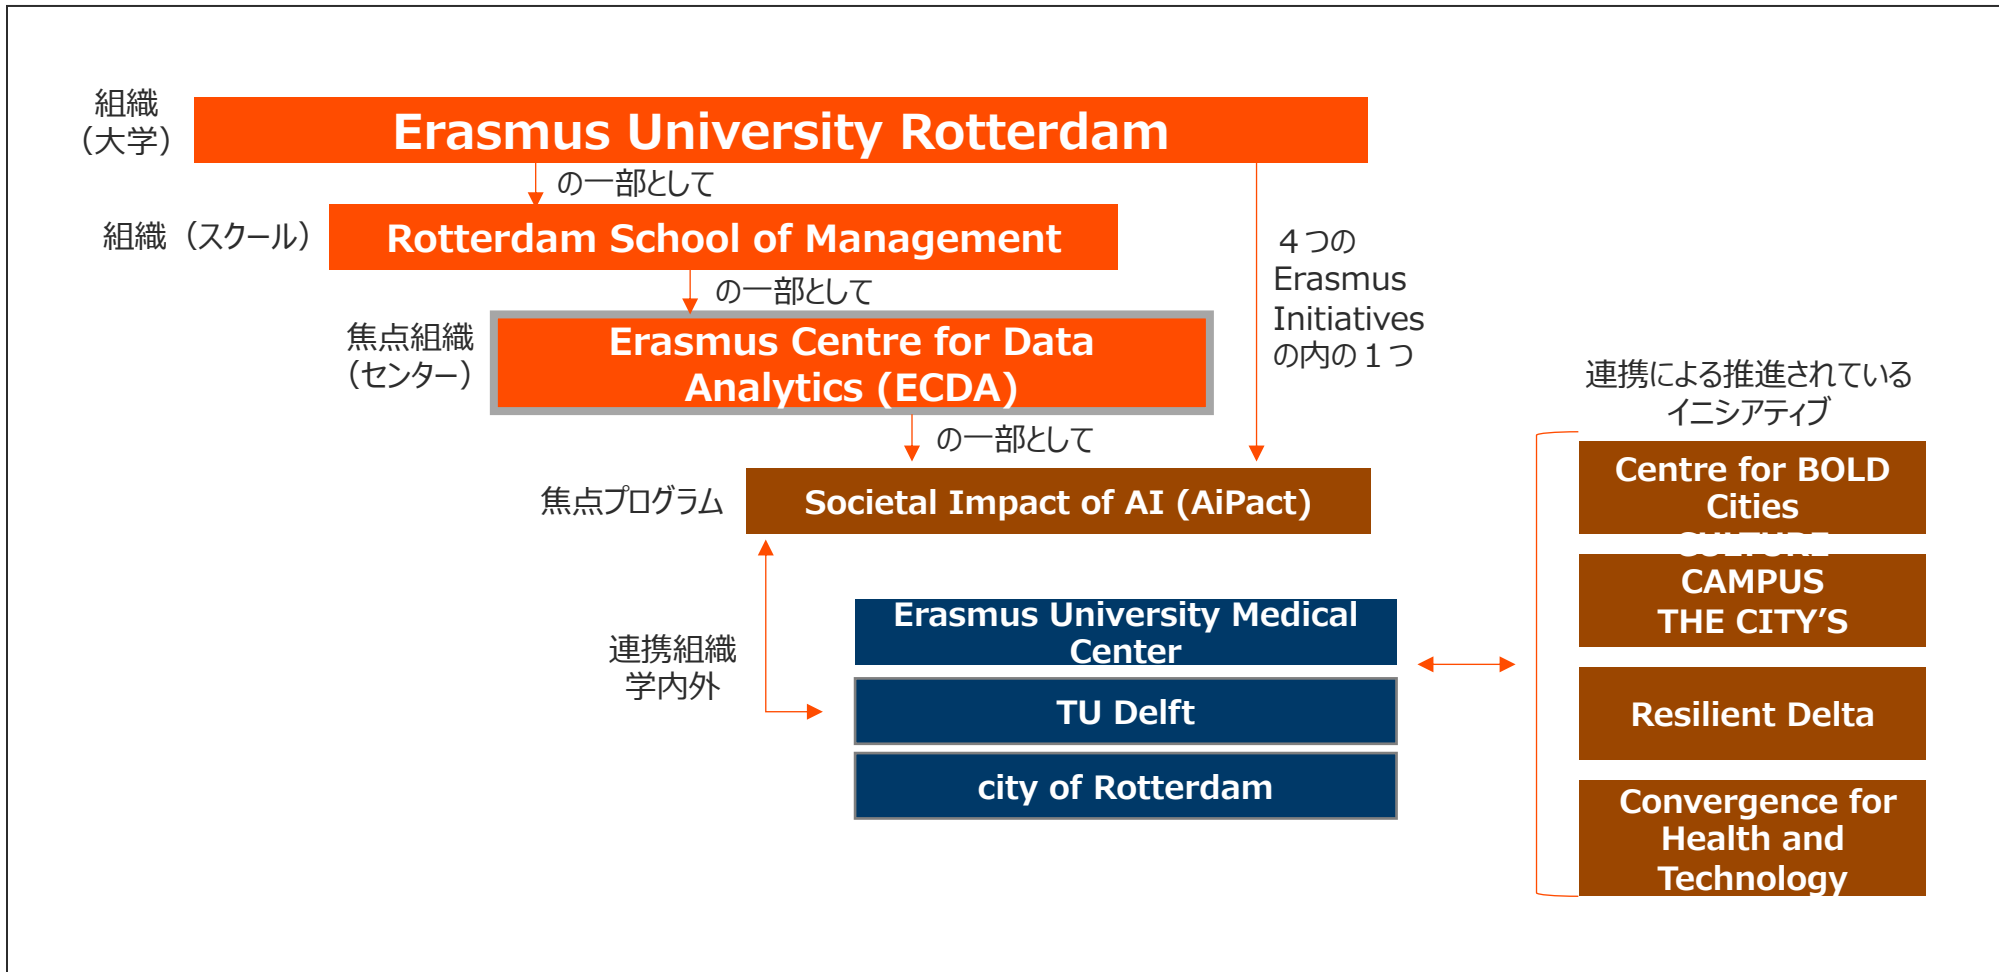 組織
（大学）
Erasmus University Rotterdam
の一部として
組織（スクール）
Rotterdam School of Management
の一部として
４つの
Erasmus
Initiatives
の内の１つ
焦点組織
（センター）
Erasmus Centre for Data
Analytics (ECDA)
の一部として
焦点プログラム
Societal Impact of AI (AiPact)
連携組織
学内外
Erasmus University Medical
Center
TU Delft
city of Rotterdam
連携による推進されている
イニシアティブ
Centre for BOLD
Cities
CULTURE
CAMPUS
THE CITY’S
Resilient Delta
Convergence for
Health and
Technology